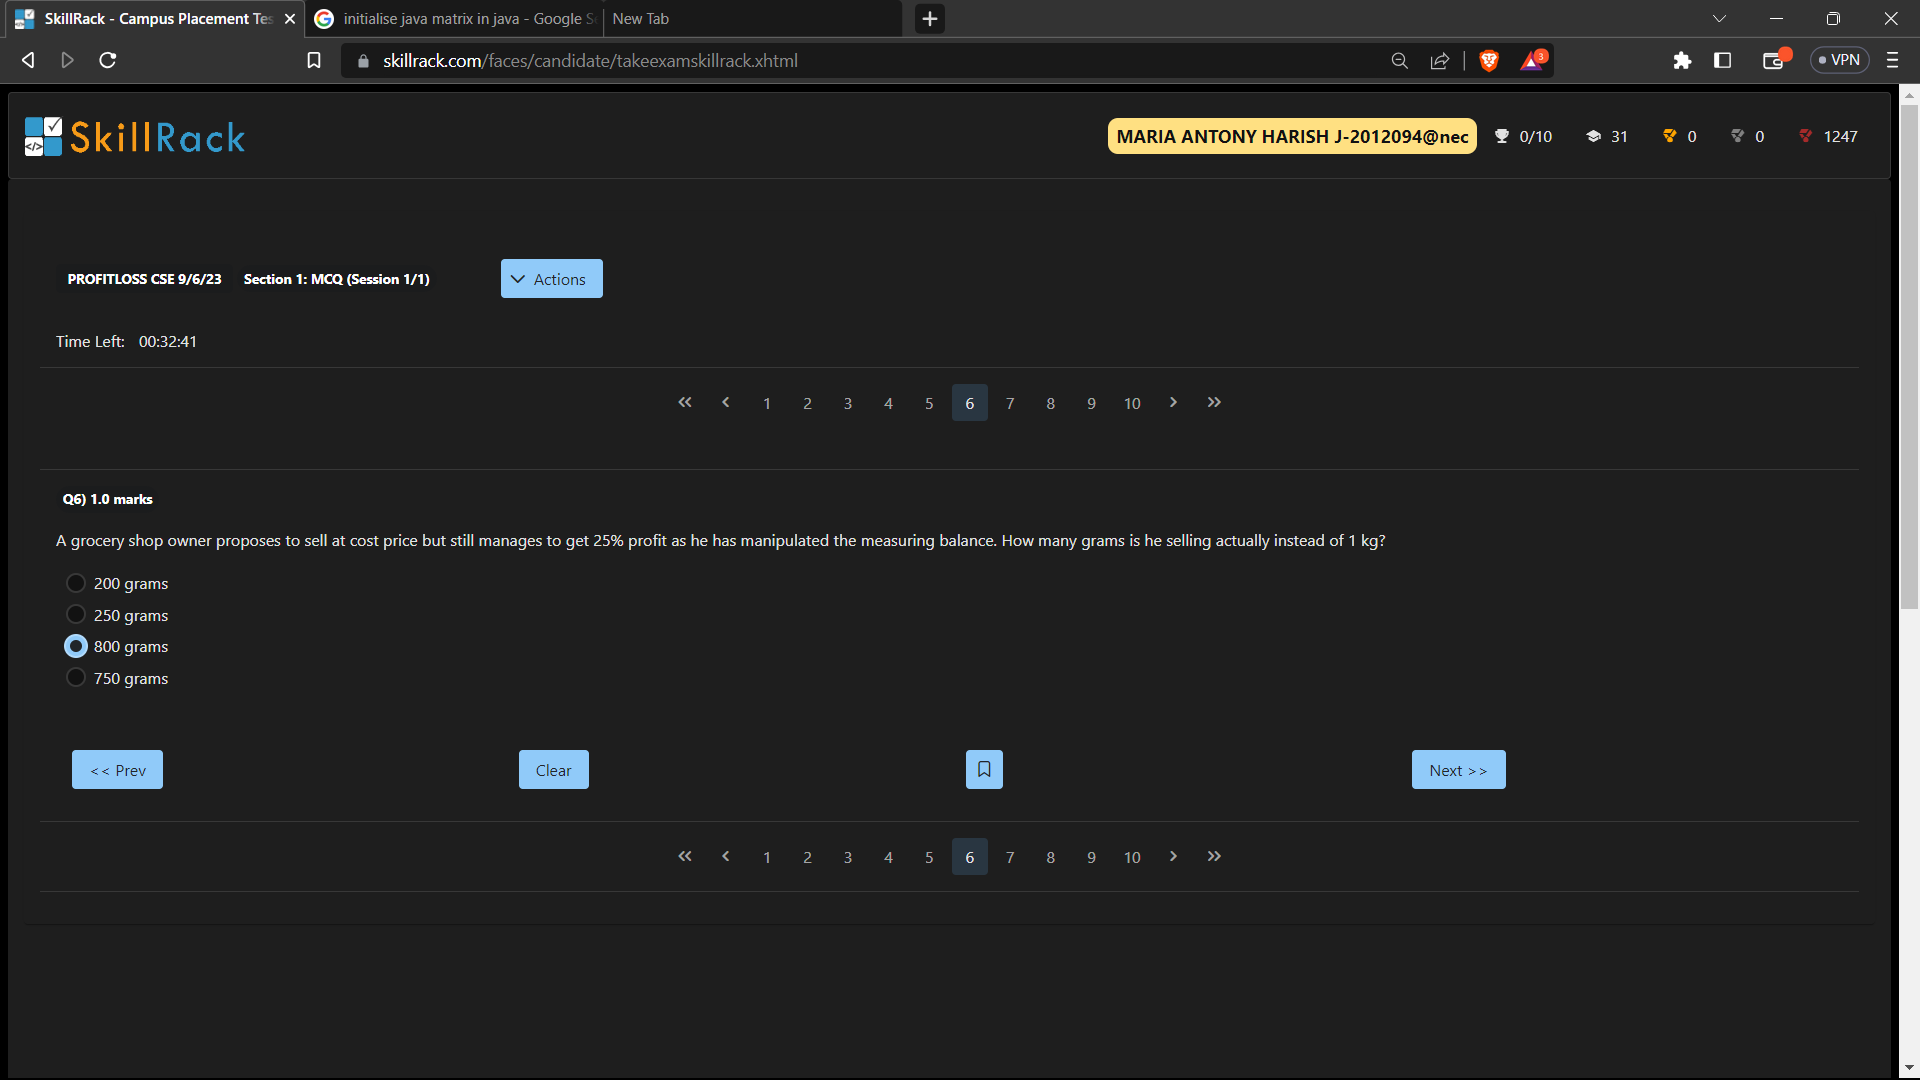 SkillRack - Campus Placement Tes
initialise java matrix in java - Google Se
New Tab
skillrack.com/faces/candidate/takeexamskillrack.xhtml
3
VPN
SkillRack
MARIA ANTONY HARISH J-2012094@nec
0/10
31
0
0
1247
PROFITLOSS CSE 9/6/23
Section 1: MCQ (Session 1/1)
Actions
Time Left: 00:32:41
1 2 3 4 5 6 7 8 9 10
Q6) 1.0 marks
A grocery shop owner proposes to sell at cost price but still manages to get 25% profit as he has manipulated the measuring balance. How many grams is he selling actually instead of 1 kg?
200 grams
250 grams
800 grams
750 grams
<< Prev
Clear
Next >>
1 2 3 4 5 6 7 8 9 10